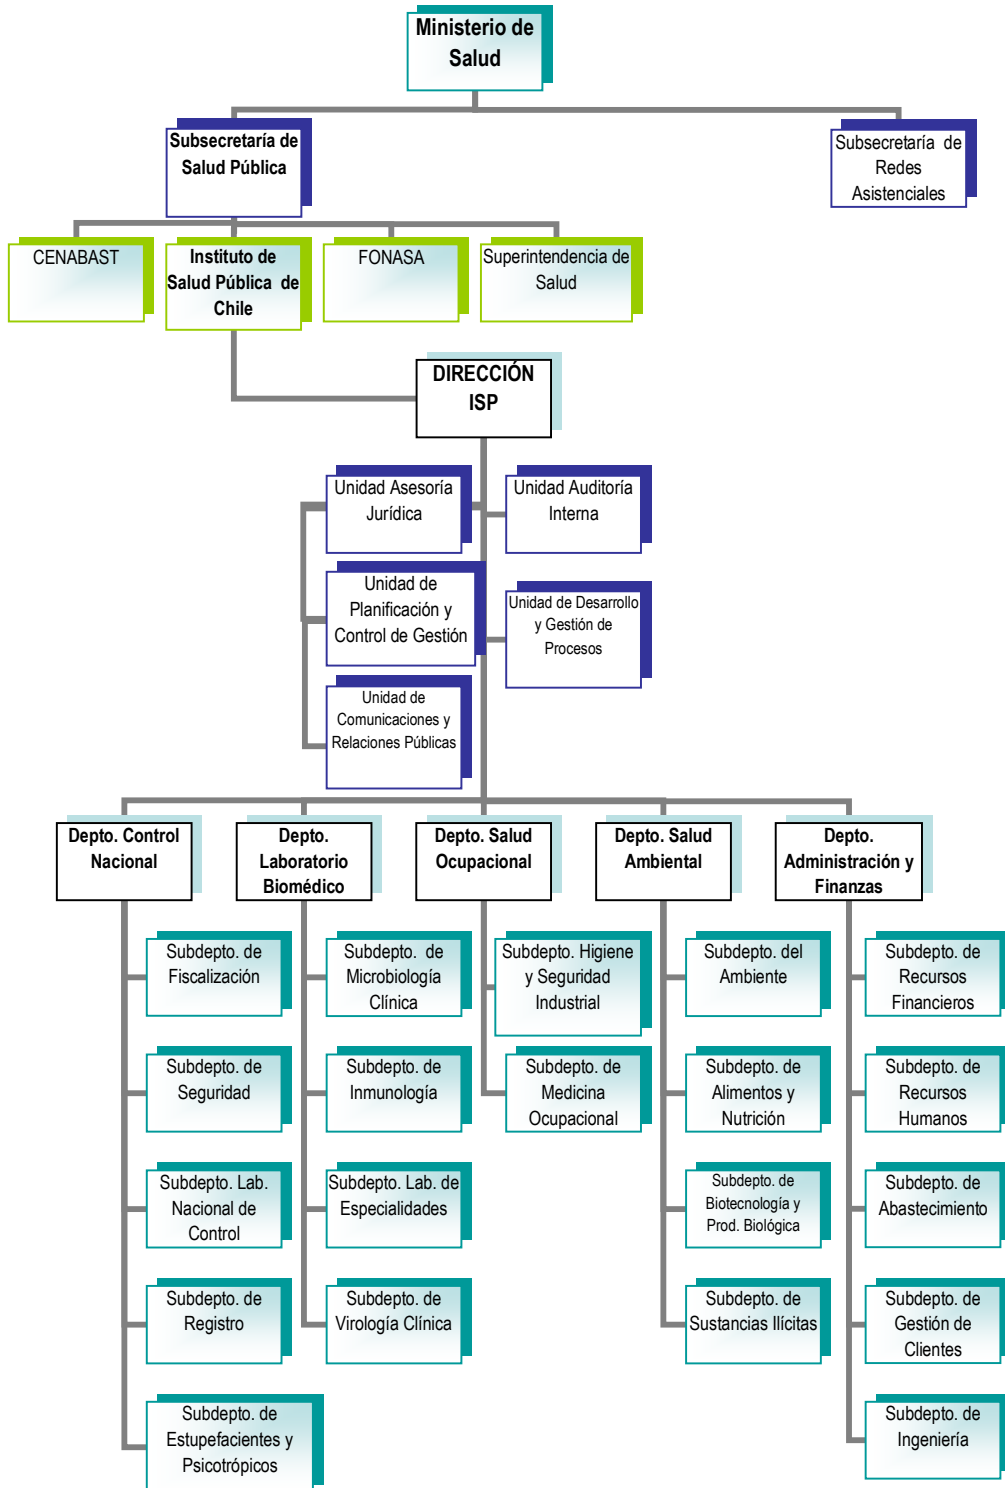 Ministerio de
Salud
Subsecretaría de
Salud Pública
Subsecretaría de
Redes
Asistenciales
CENABAST
Instituto de
Salud Pública de
Chile
FONASA
Superintendencia de
Salud
DIRECCIÓN
ISP
Unidad Asesoría
Jurídica
Unidad Auditoría
Interna
Unidad de
Planificación y
Control de Gestión
Unidad de Desarrollo
y Gestión de
Procesos
Unidad de
Comunicaciones y
Relaciones Públicas
Depto. Control
Nacional
Depto.
Laboratorio
Biomédico
Depto. Salud
Ocupacional
Depto. Salud
Ambiental
Depto.
Administración y
Finanzas
Subdepto. de
Fiscalización
Subdepto. de
Microbiología
Clínica
Subdepto. Higiene
y Seguridad
Industrial
Subdepto. del
Ambiente
Subdepto. de
Recursos
Financieros
Subdepto. de
Seguridad
Subdepto. de
Inmunología
Subdepto. de
Medicina
Ocupacional
Subdepto. de
Alimentos y
Nutrición
Subdepto. de
Recursos
Humanos
Subdepto. Lab.
Nacional de
Control
Subdepto. Lab. de
Especialidades
Subdepto. de
Biotecnología y
Prod. Biológica
Subdepto. de
Abastecimiento
Subdepto. de
Registro
Subdepto. de
Virología Clínica
Subdepto. de
Sustancias Ilícitas
Subdepto. de
Gestión de
Clientes
Subdepto. de
Estupefacientes y
Psicotrópicos
Subdepto. de
Ingeniería